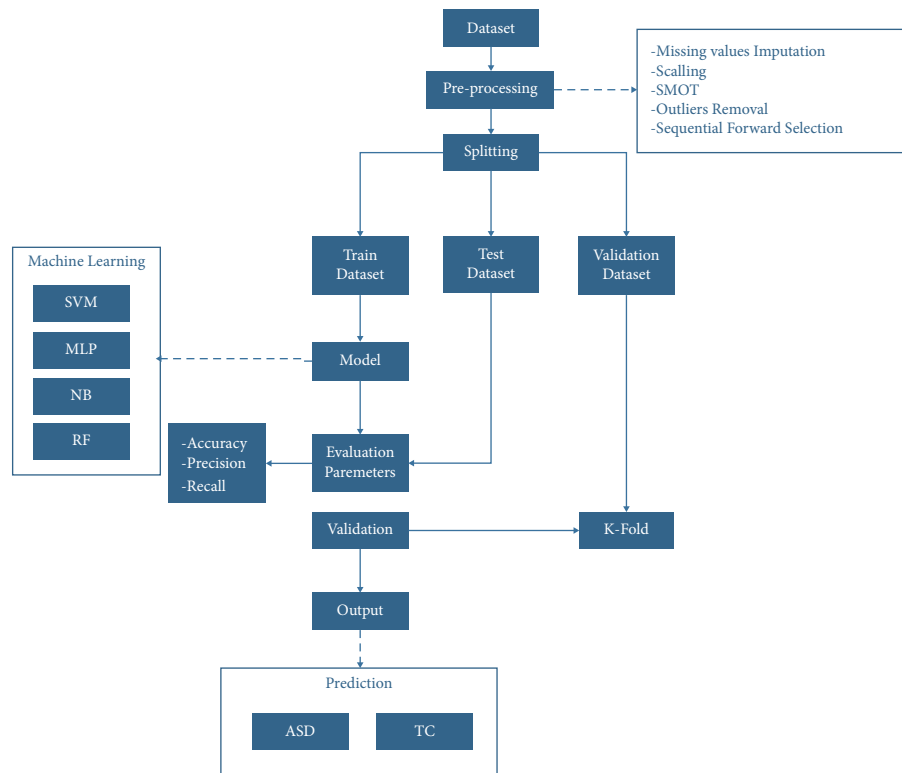 Dataset
Pre-processing
-Missing values Imputation
-Scalling
-SMOT
-Outliers Removal
-Sequential Forward Selection
Splitting
Train
Dataset
Test
Dataset
Validation
Dataset
Machine Learning
SVM
MLP
NB
RF
Model
-Accuracy
-Precision
-Recall
Evaluation
Paremeters
Validation
K-Fold
Output
Prediction
ASD
TC